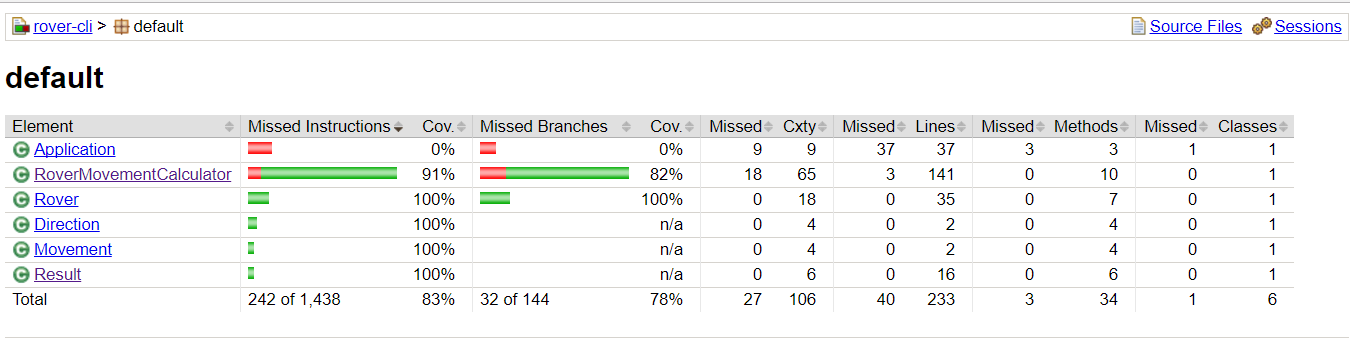 rover-cli > default Source Files Sessions
default
Element Missed Instructions Cov. Missed Branches Cov. Missed Cxty Missed Lines Missed Methods Missed Classes
Application 0% 0% 9 9 37 37 3 3 1 1
RoverMovementCalculator 91% 82% 18 65 3 141 0 10 0 1
Rover 100% 100% 0 18 0 35 0 7 0 1
Direction 100% n/a 0 4 0 2 0 4 0 1
Movement 100% n/a 0 4 0 2 0 4 0 1
Result 100% n/a 0 6 0 16 0 6 0 1
Total 242 of 1,438 83% 32 of 144 78% 27 106 40 233 3 34 1 6